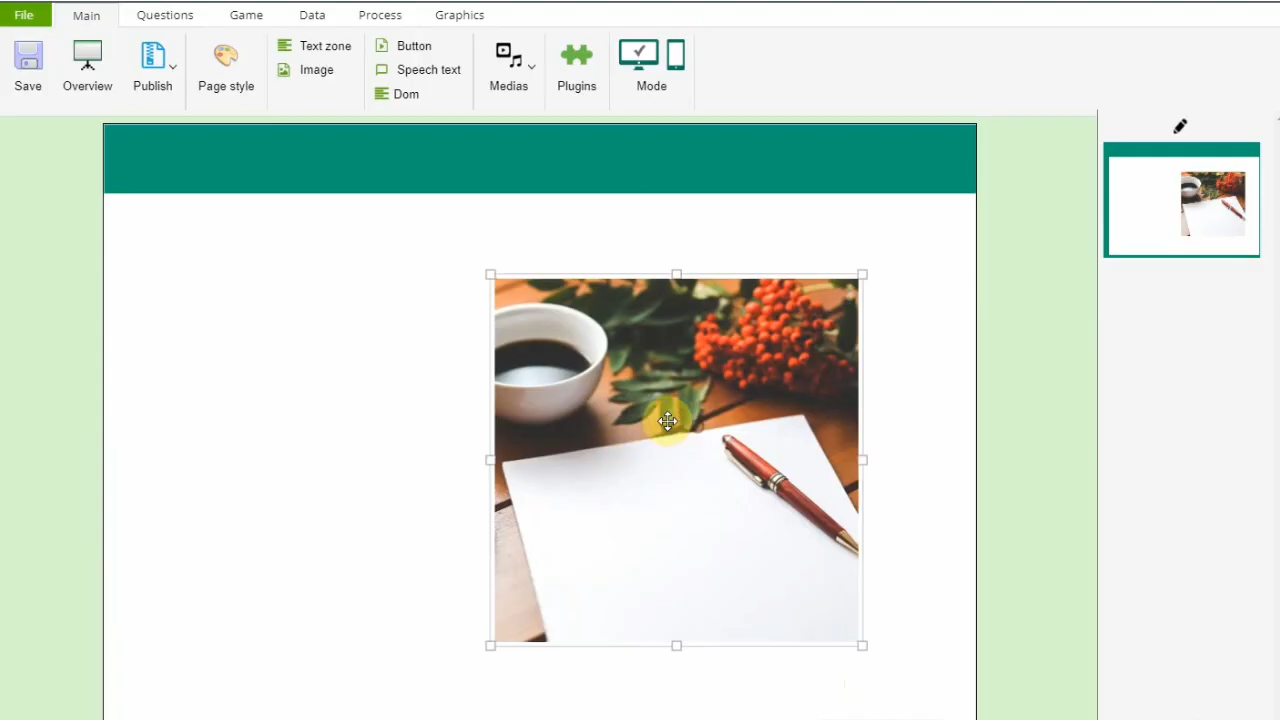 File Main Questions Game Data Process Graphics
Save Overview Publish Page style
Text zone
Image
Button
Speech text
Dom
Medias Plugins Mode